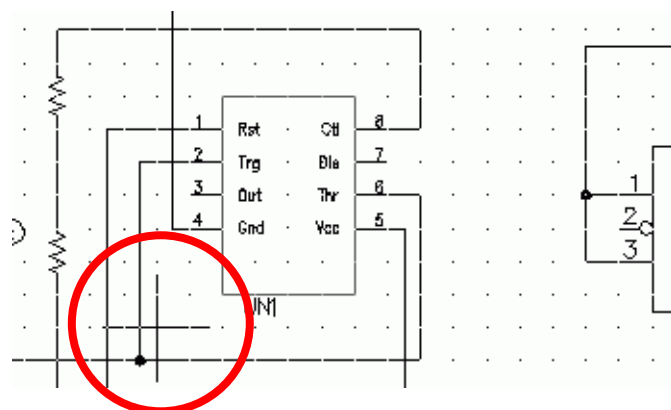 1 Rst Ctl 8
2 Trg Dis 7
3 Out Thr 6
4 Gnd Vcc 5
UN1
1
2
3